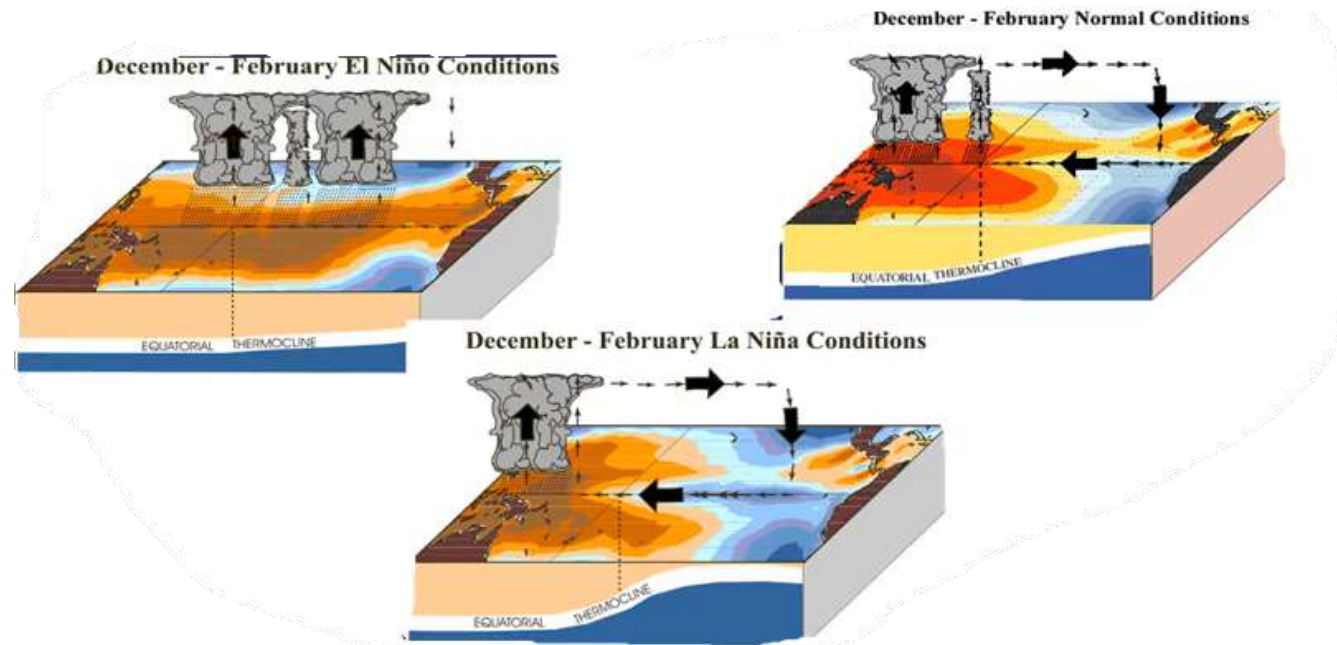 December - February Normal Conditions
December - February El Niño Conditions
EQUATORIAL THERMOCLINE
EQUATORIAL THERMOCLINE
December - February La Niña Conditions
EQUATORIAL THERMOCLINE